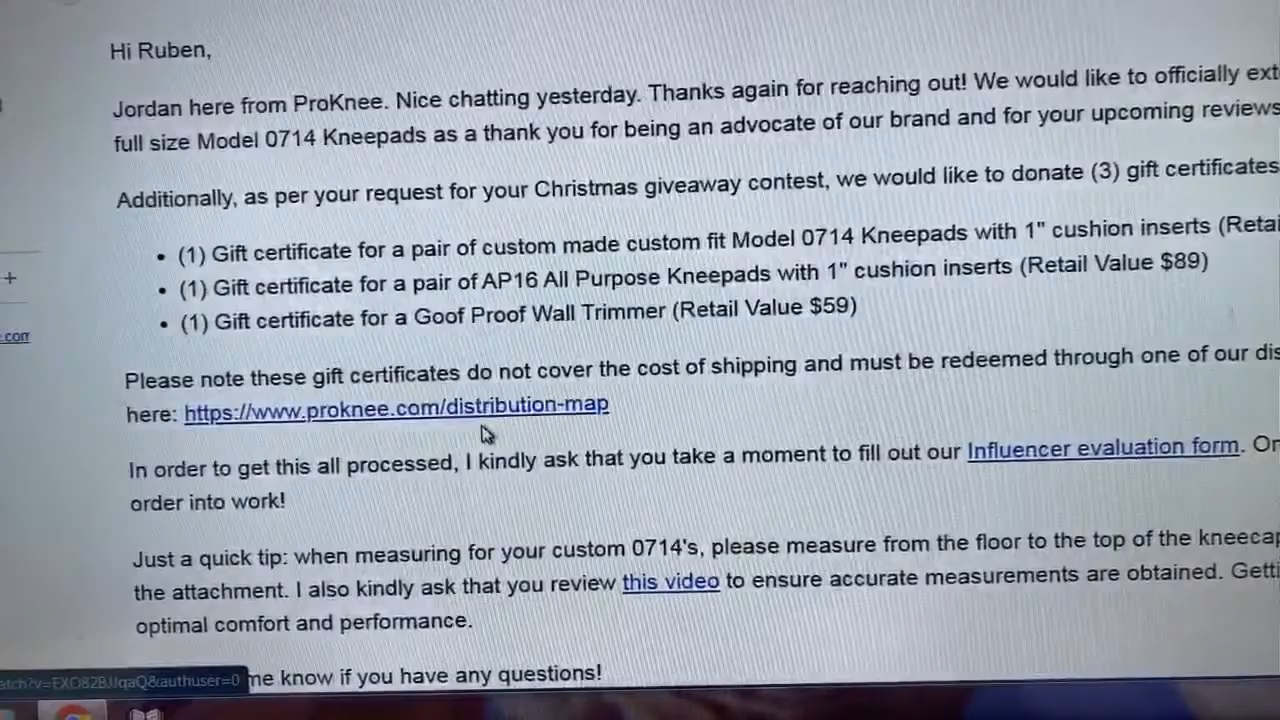 Hi Ruben,
Jordan here from ProKnee. Nice chatting yesterday. Thanks again for reaching out! We would like to officially ext
full size Model 0714 Kneepads as a thank you for being an advocate of our brand and for your upcoming reviews
Additionally, as per your request for your Christmas giveaway contest, we would like to donate (3) gift certificates
• (1) Gift certificate for a pair of custom made custom fit Model 0714 Kneepads with 1" cushion inserts (Retai
• (1) Gift certificate for a pair of AP16 All Purpose Kneepads with 1" cushion inserts (Retail Value $89)
• (1) Gift certificate for a Goof Proof Wall Trimmer (Retail Value $59)
+
.com
Please note these gift certificates do not cover the cost of shipping and must be redeemed through one of our dis
here: https://www.proknee.com/distribution-map
In order to get this all processed, I kindly ask that you take a moment to fill out our Influencer evaluation form. On
order into work!
Just a quick tip: when measuring for your custom 0714's, please measure from the floor to the top of the kneecap
the attachment. I also kindly ask that you review this video to ensure accurate measurements are obtained. Getti
optimal comfort and performance.
me know if you have any questions!